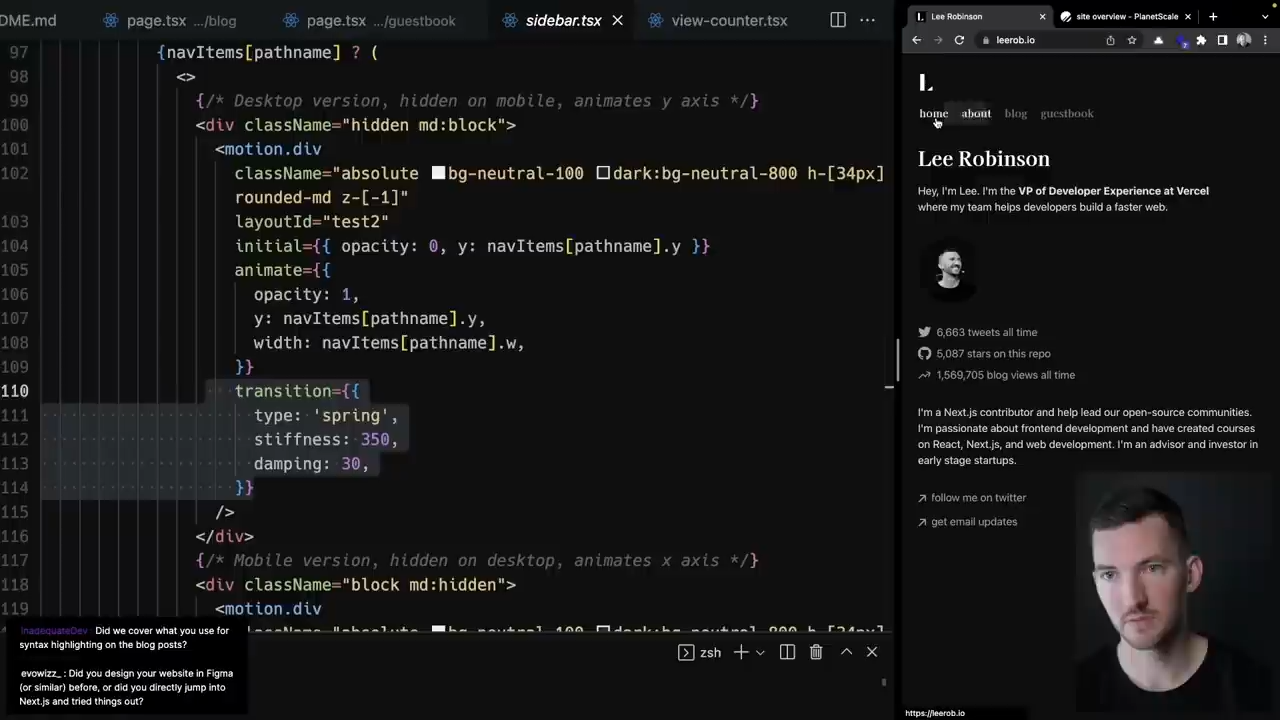 DME.md
page.tsx .../blog
page.tsx .../guestbook
sidebar.tsx
view-counter.tsx
97 {navItems[pathname] ? (
98 <>
99 {/* Desktop version, hidden on mobile, animates y axis */}
100 <div className="hidden md:block">
101 <motion.div
102 className="absolute bg-neutral-100 dark:bg-neutral-800 h-[34px]
rounded-md z-[-1]"
103 layoutId="test2"
104 initial={{ opacity: 0, y: navItems[pathname].y }}
105 animate={{
106 opacity: 1,
107 y: navItems[pathname].y,
108 width: navItems[pathname].w,
109 }}
110 transition={{
111 type: 'spring',
112 stiffness: 350,
113 damping: 30,
114 }}
115 />
116 </div>
117 {/* Mobile version, hidden on desktop, animates x axis */}
118 <div className="block md:hidden">
119 <motion.div
zsh
InadequateDev : Did we cover what you use for
syntax highlighting on the blog posts?
evowizz_ : Did you design your website in Figma
(or similar) before, or did you directly jump into
Next.js and tried things out?
Lee Robinson
site overview - PlanetScale
leerob.io
home about blog guestbook
Lee Robinson
Hey, I'm Lee. I'm the VP of Developer Experience at Vercel
where my team helps developers build a faster web.
6,663 tweets all time
5,087 stars on this repo
1,569,705 blog views all time
I'm a Next.js contributor and help lead our open-source communities.
I'm passionate about frontend development and have created courses
on React, Next.js, and web development. I'm an advisor and investor in
early stage startups.
follow me on twitter
get email updates
https://leerob.io